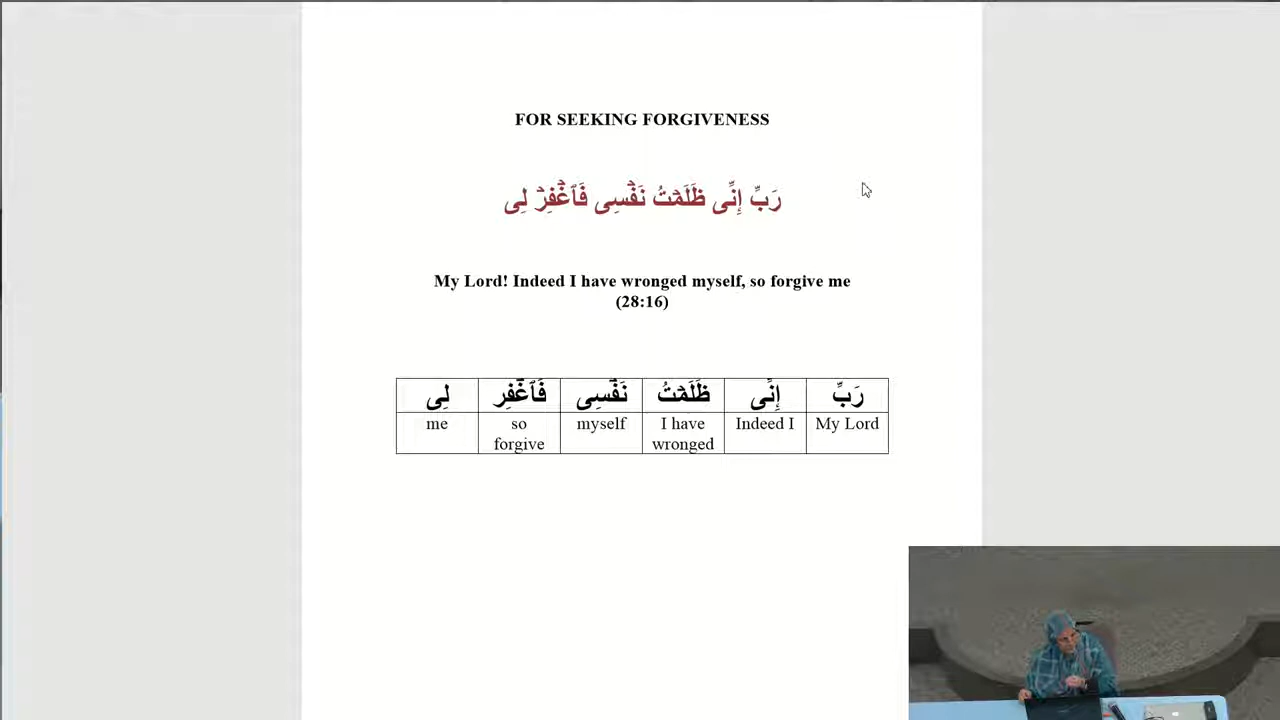 FOR SEEKING FORGIVENESS
رَبِّ إِنِّى ظَلَمْتُ نَفْسِى فَٱغْفِرْ لِى
My Lord! Indeed I have wronged myself, so forgive me
(28:16)
رَبِّ إِنِّى ظَلَمْتُ نَفْسِى فَٱغْفِر لِى
me so forgive myself I have wronged Indeed I My Lord